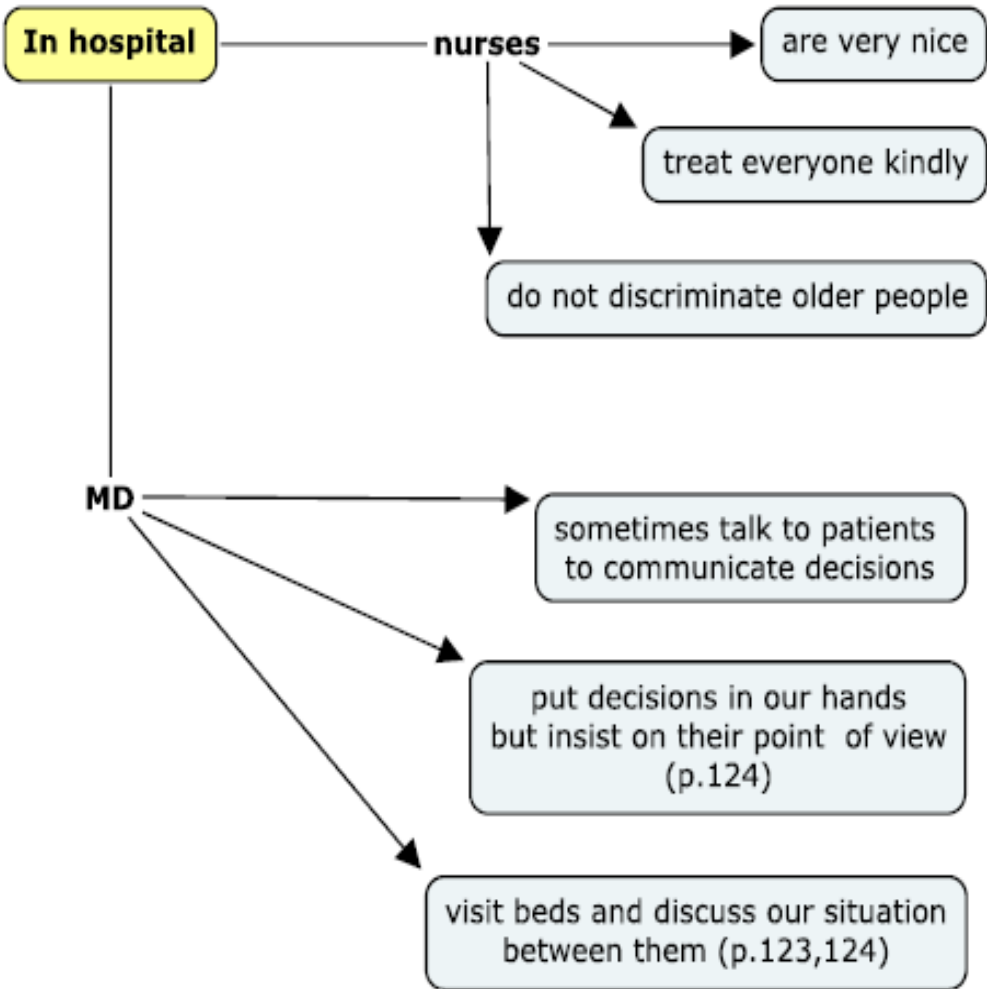 In hospital
nurses
are very nice
treat everyone kindly
do not discriminate older people
MD
sometimes talk to patients
to communicate decisions
put decisions in our hands
but insist on their point of view
(p.124)
visit beds and discuss our situation
between them (p.123,124)